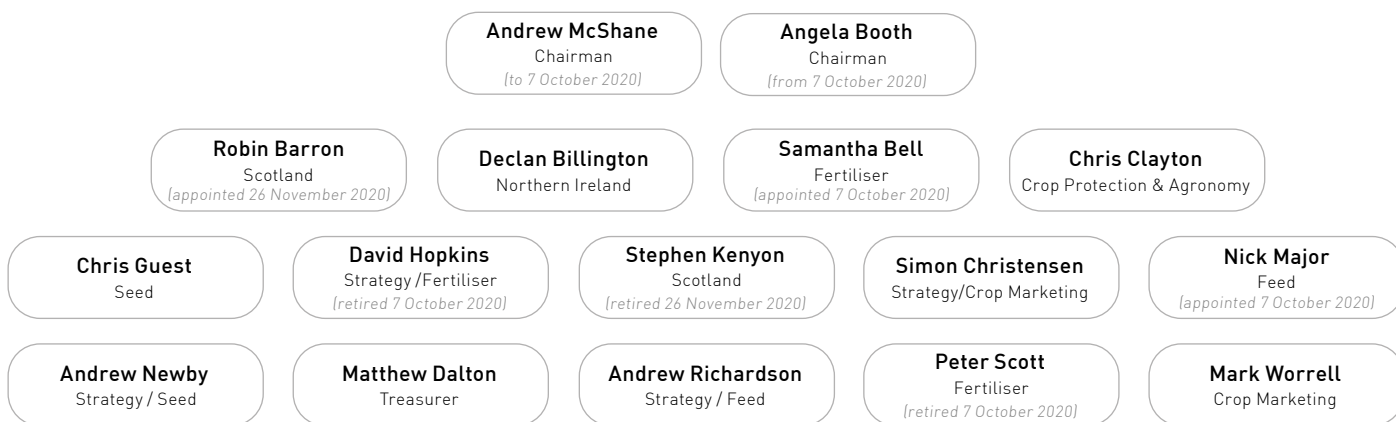 Andrew McShane
Chairman
(to 7 October 2020)
Angela Booth
Chairman
(from 7 October 2020)
Robin Barron
Scotland
(appointed 26 November 2020)
Declan Billington
Northern Ireland
Samantha Bell
Fertiliser
(appointed 7 October 2020)
Chris Clayton
Crop Protection & Agronomy
Chris Guest
Seed
David Hopkins
Strategy /Fertiliser
(retired 7 October 2020)
Stephen Kenyon
Scotland
(retired 26 November 2020)
Simon Christensen
Strategy/Crop Marketing
Nick Major
Feed
(appointed 7 October 2020)
Andrew Newby
Strategy / Seed
Matthew Dalton
Treasurer
Andrew Richardson
Strategy / Feed
Peter Scott
Fertiliser
(retired 7 October 2020)
Mark Worrell
Crop Marketing